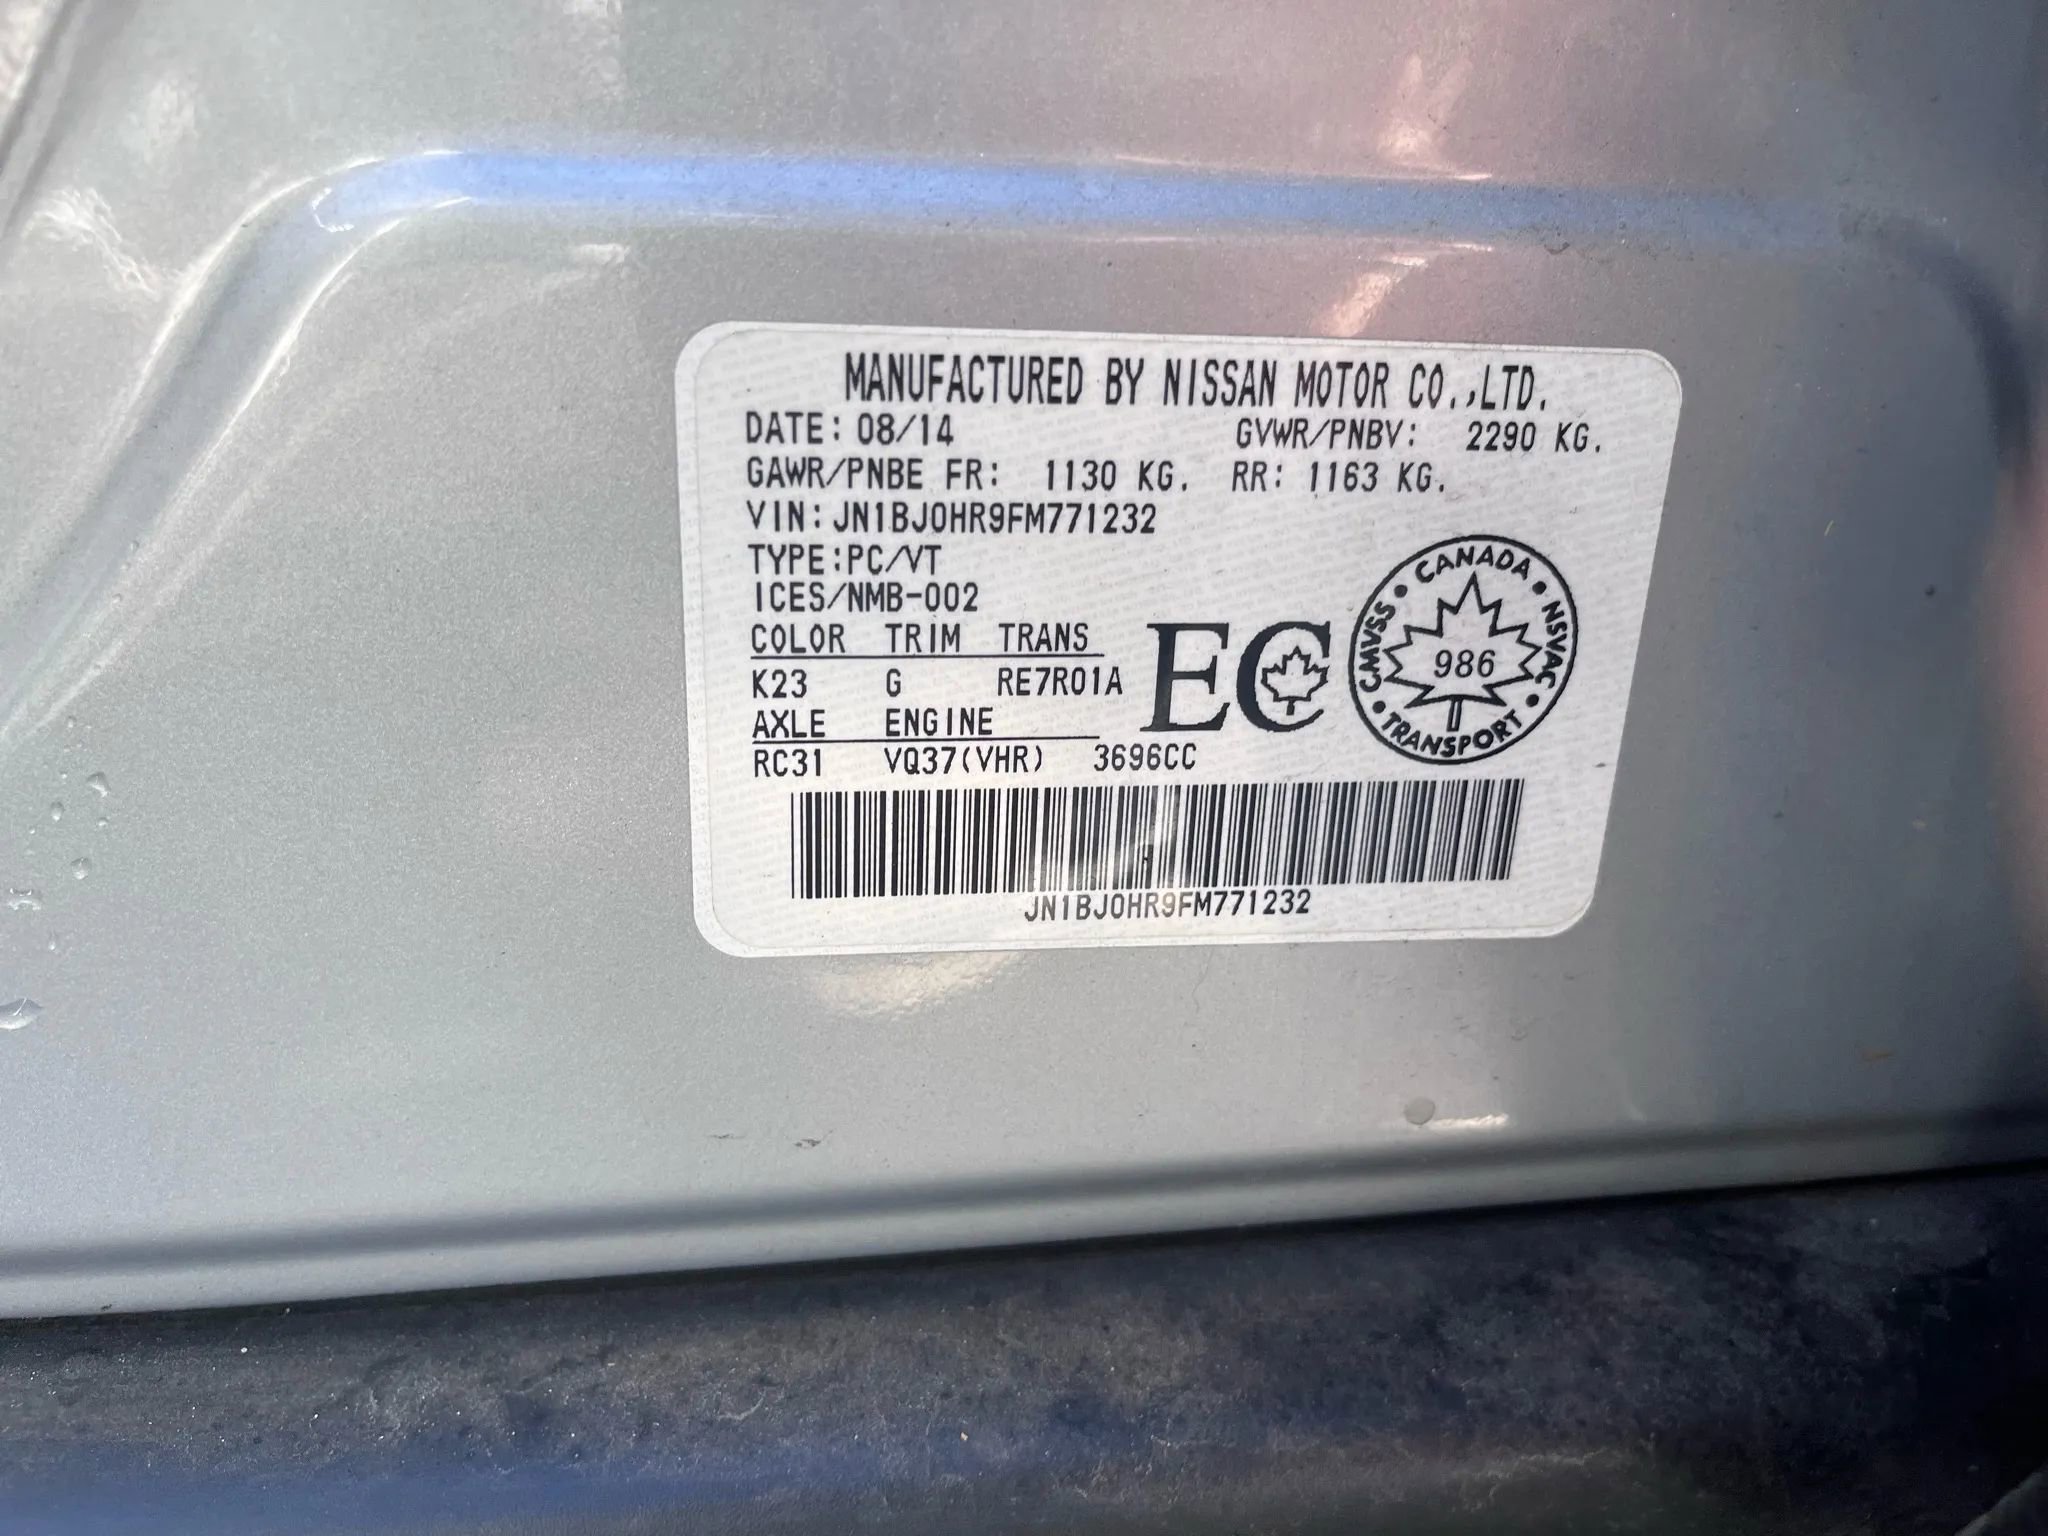 MANUFACTURED BY NISSAN MOTOR CO.,LTD.
DATE: 08/14 GVWR/PNBV: 2290 KG.
GAWR/PNBE FR: 1130 KG. RR: 1163 KG.
VIN: JN1BJ0HR9FM771232
TYPE:PC/VT
ICES/NMB-002
COLOR TRIM TRANS
K23 G RE7R01A
AXLE ENGINE
RC31 VQ37(VHR) 3696CC
EC
CANADA • NSVAC • TRANSPORT • CMVSS •
986
JN1BJ0HR9FM771232